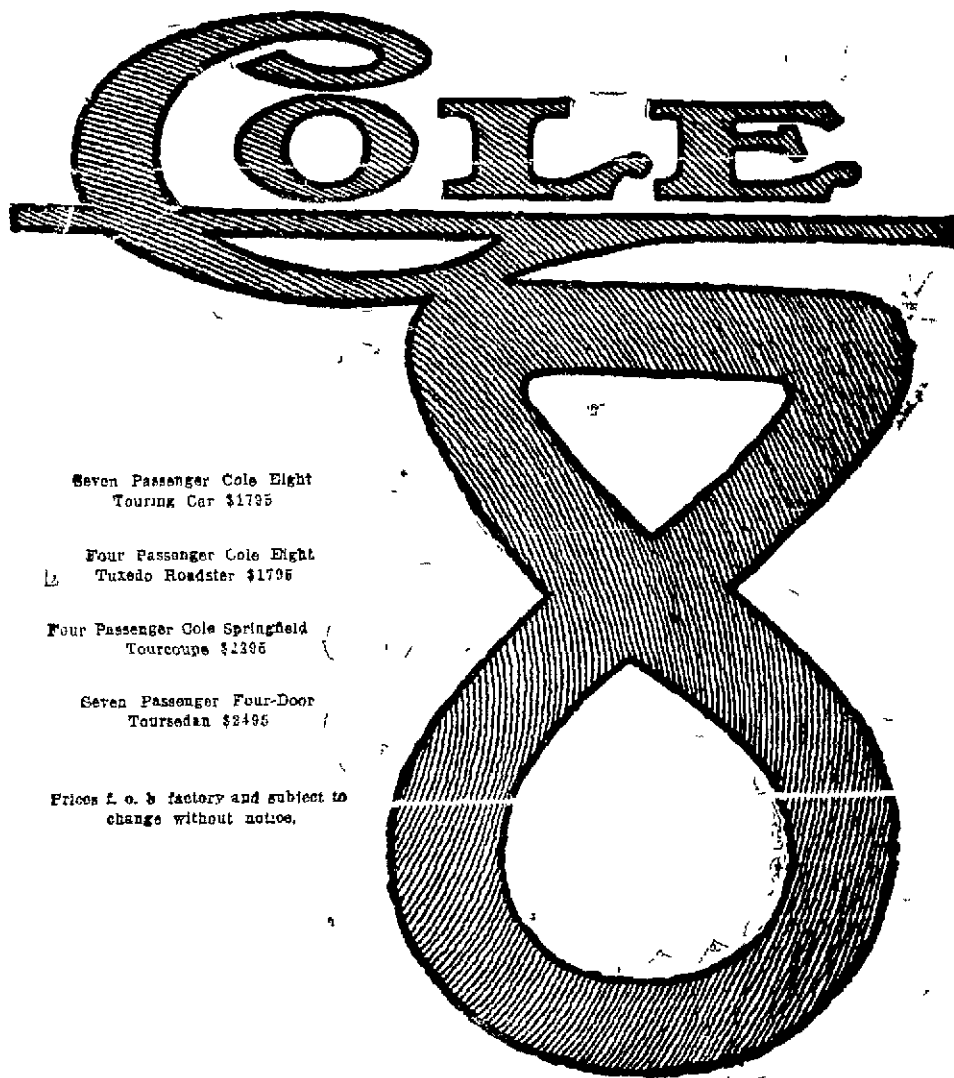 COLE
8
Seven Passenger Cole Eight
Touring Car $1795
Four Passenger Cole Eight
Tuxedo Roadster $1795
Four Passenger Cole Springfield
Tourcoupe $2395
Seven Passenger Four-Door
Toursedan $2495
Prices f. o. b. factory and subject to
change without notice.